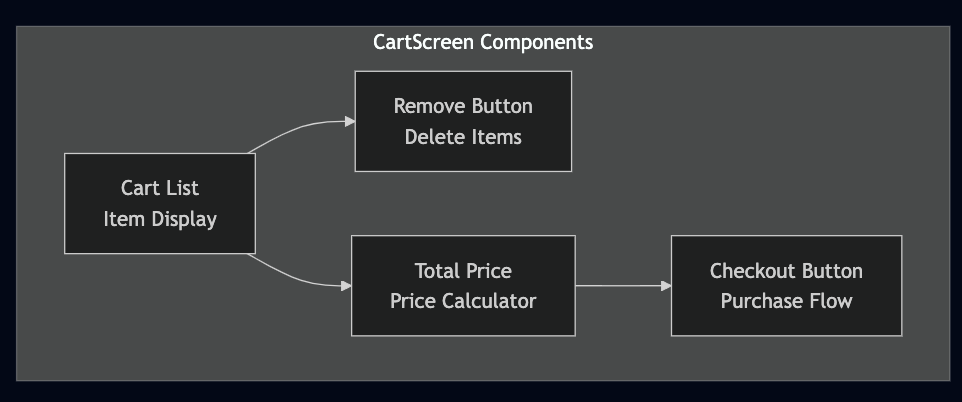 CartScreen Components
Remove Button
Delete Items
Cart List
Item Display
Total Price
Price Calculator
Checkout Button
Purchase Flow